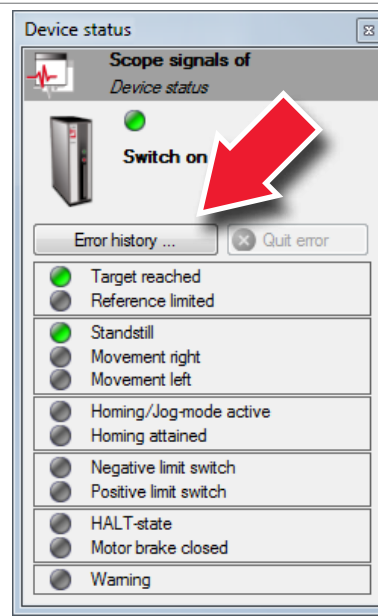 Device status
Scope signals of
Device status
Switch on
Error history ...
Quit error
Target reached
Reference limited
Standstill
Movement right
Movement left
Homing/Jog-mode active
Homing attained
Negative limit switch
Positive limit switch
HALT-state
Motor brake closed
Warning